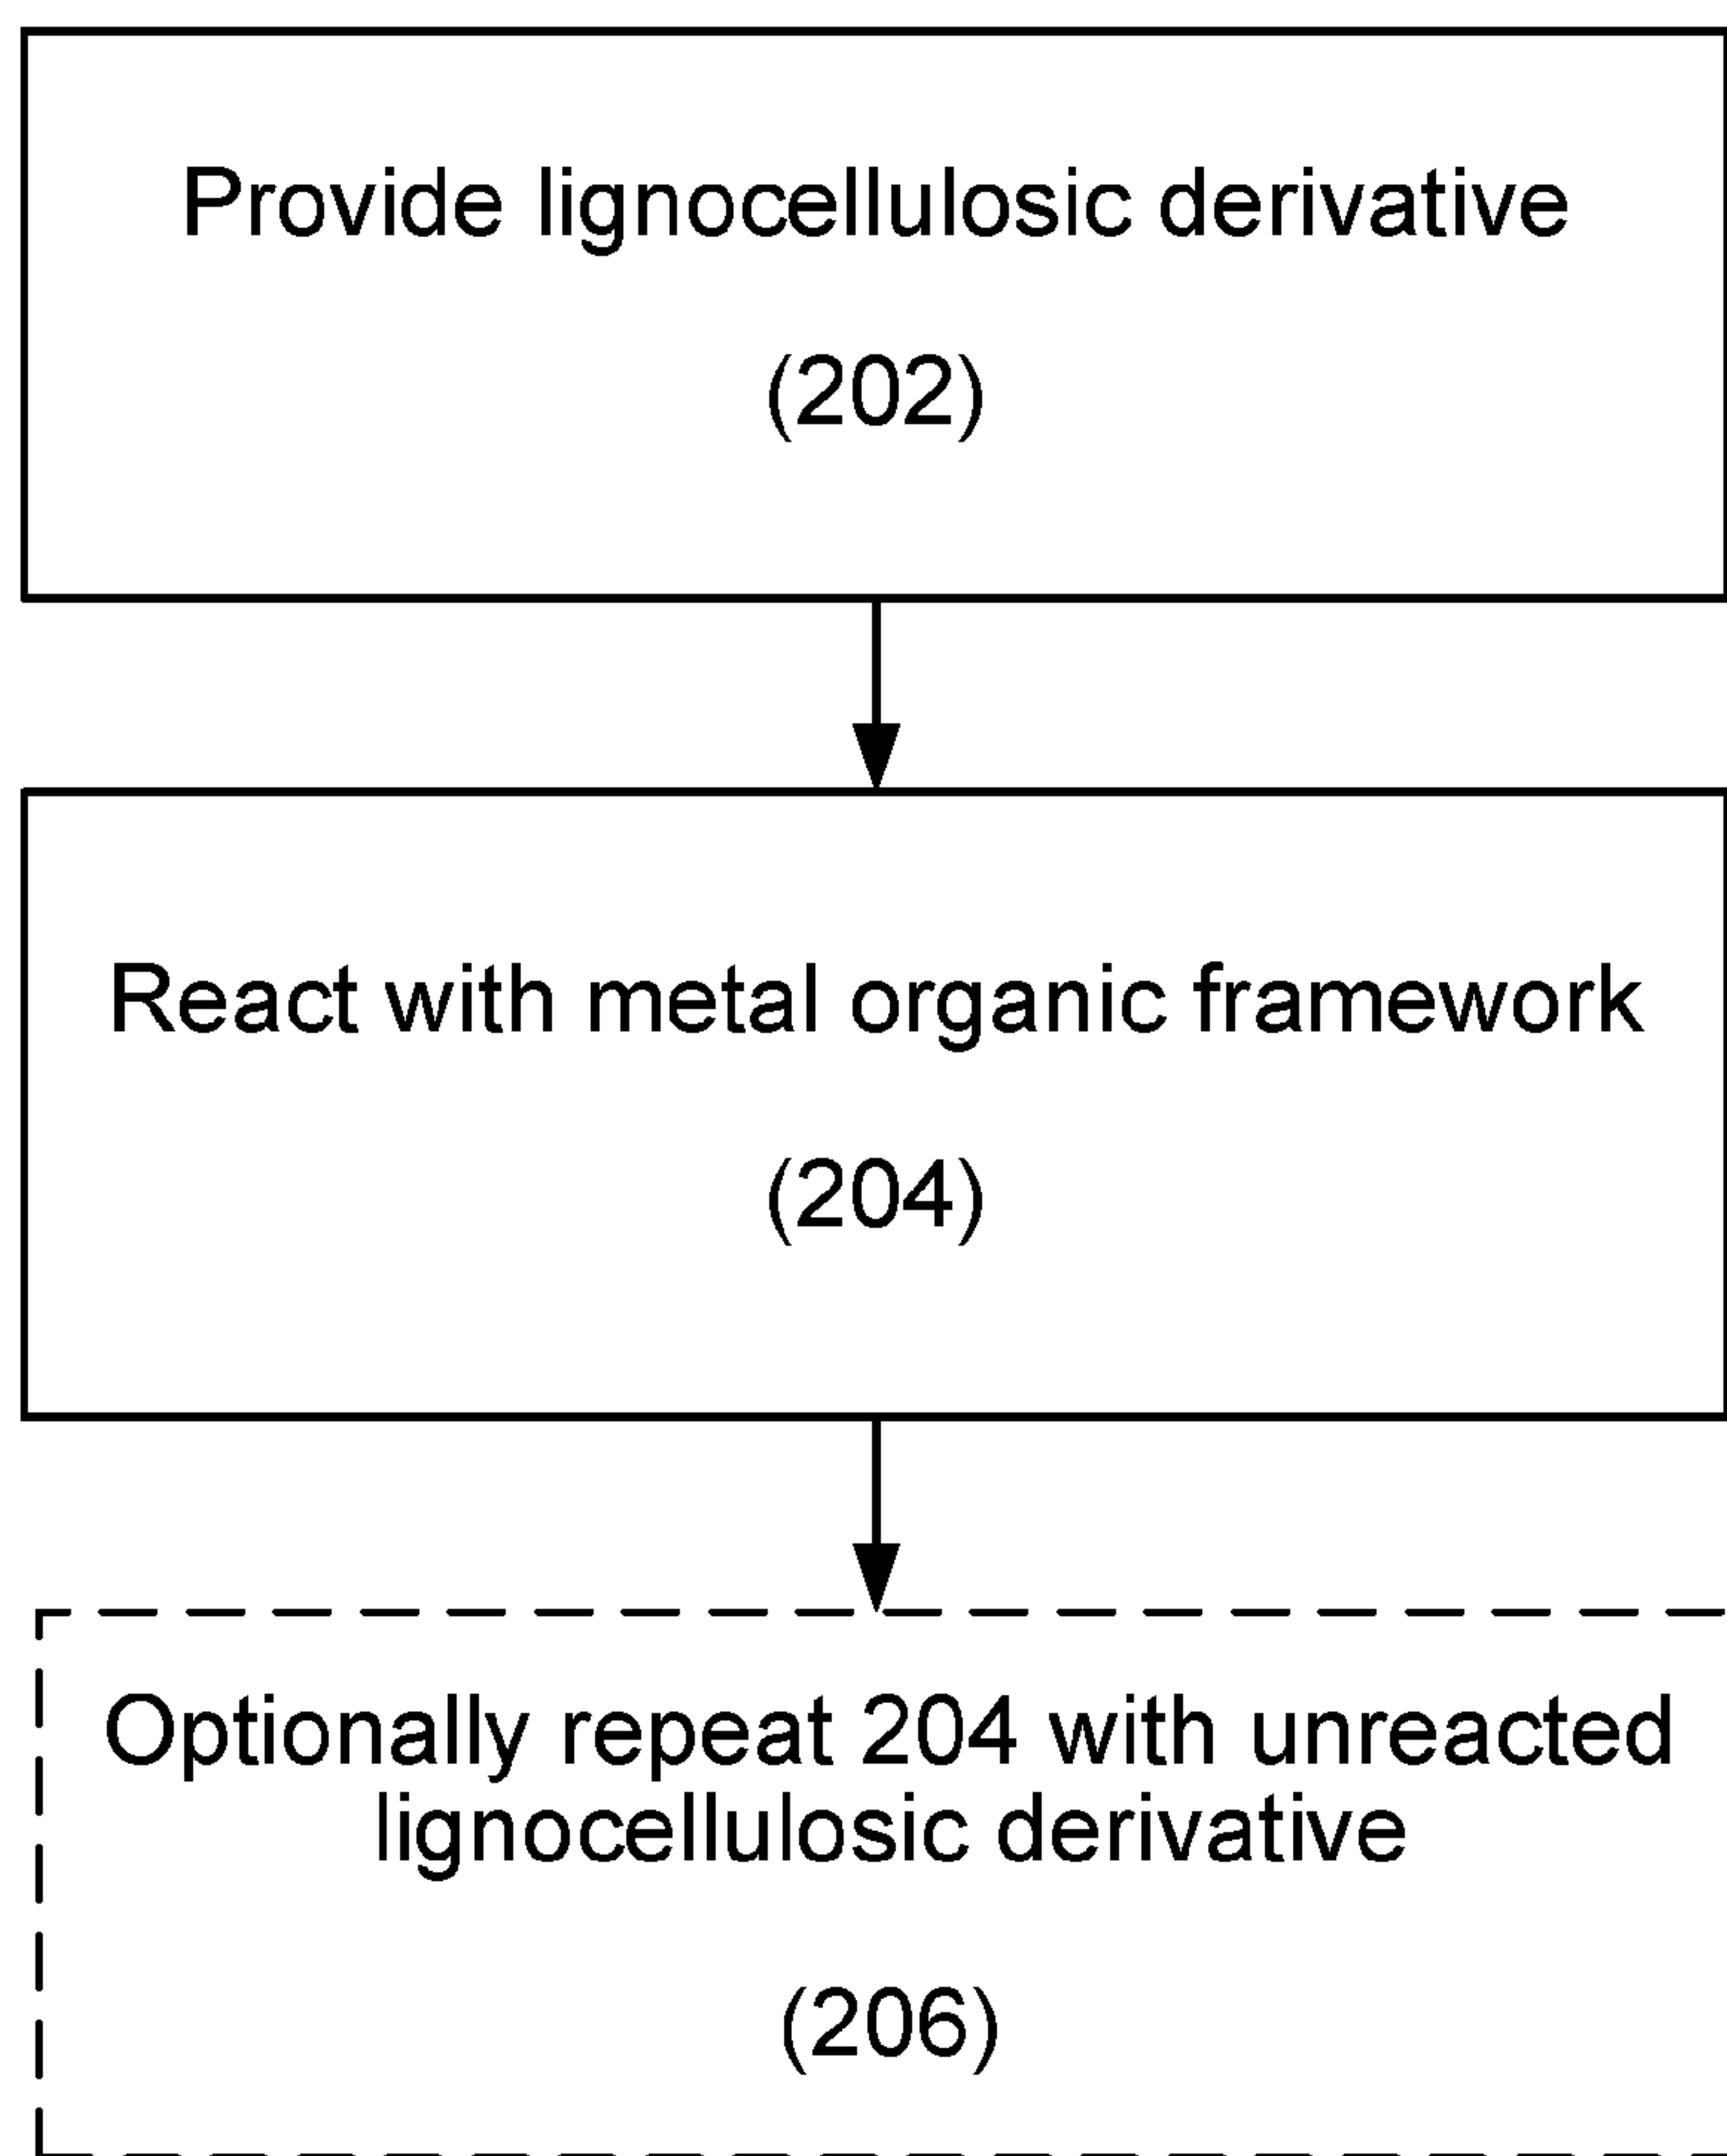 Provide lignocellulosic derivative
(202)
React with metal organic framework
(204)
Optionally repeat 204 with unreacted
lignocellulosic derivative
(206)